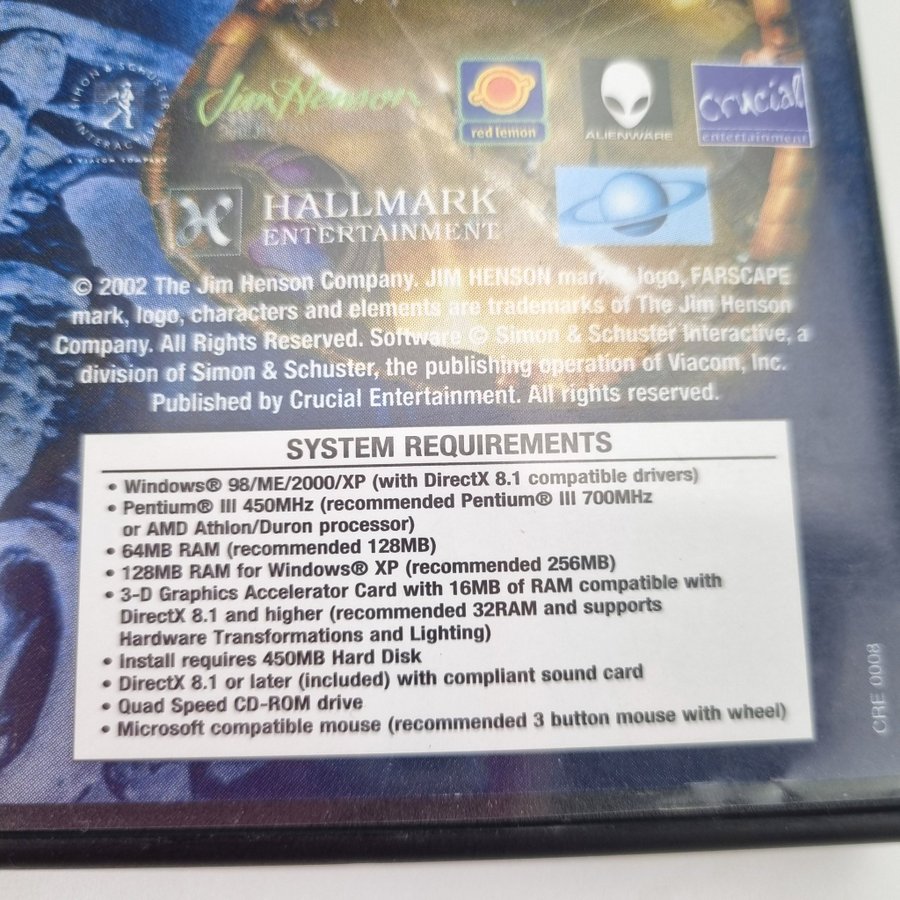 SIMON & SCHUSTER
INTERACTIVE
A VIACOM COMPANY
Jim Henson
red lemon
ALIENWARE
crucial
entertainment
HALLMARK
ENTERTAINMENT
© 2002 The Jim Henson Company. JIM HENSON mark & logo, FARSCAPE
mark, logo, characters and elements are trademarks of The Jim Henson
Company. All Rights Reserved. Software © Simon & Schuster Interactive, a
division of Simon & Schuster, the publishing operation of Viacom, Inc.
Published by Crucial Entertainment. All rights reserved.
SYSTEM REQUIREMENTS
• Windows® 98/ME/2000/XP (with DirectX 8.1 compatible drivers)
• Pentium® III 450MHz (recommended Pentium® III 700MHz
or AMD Athlon/Duron processor)
• 64MB RAM (recommended 128MB)
• 128MB RAM for Windows® XP (recommended 256MB)
• 3-D Graphics Accelerator Card with 16MB of RAM compatible with
DirectX 8.1 and higher (recommended 32RAM and supports
Hardware Transformations and Lighting)
• Install requires 450MB Hard Disk
• DirectX 8.1 or later (included) with compliant sound card
• Quad Speed CD-ROM drive
• Microsoft compatible mouse (recommended 3 button mouse with wheel)
CRE 0008